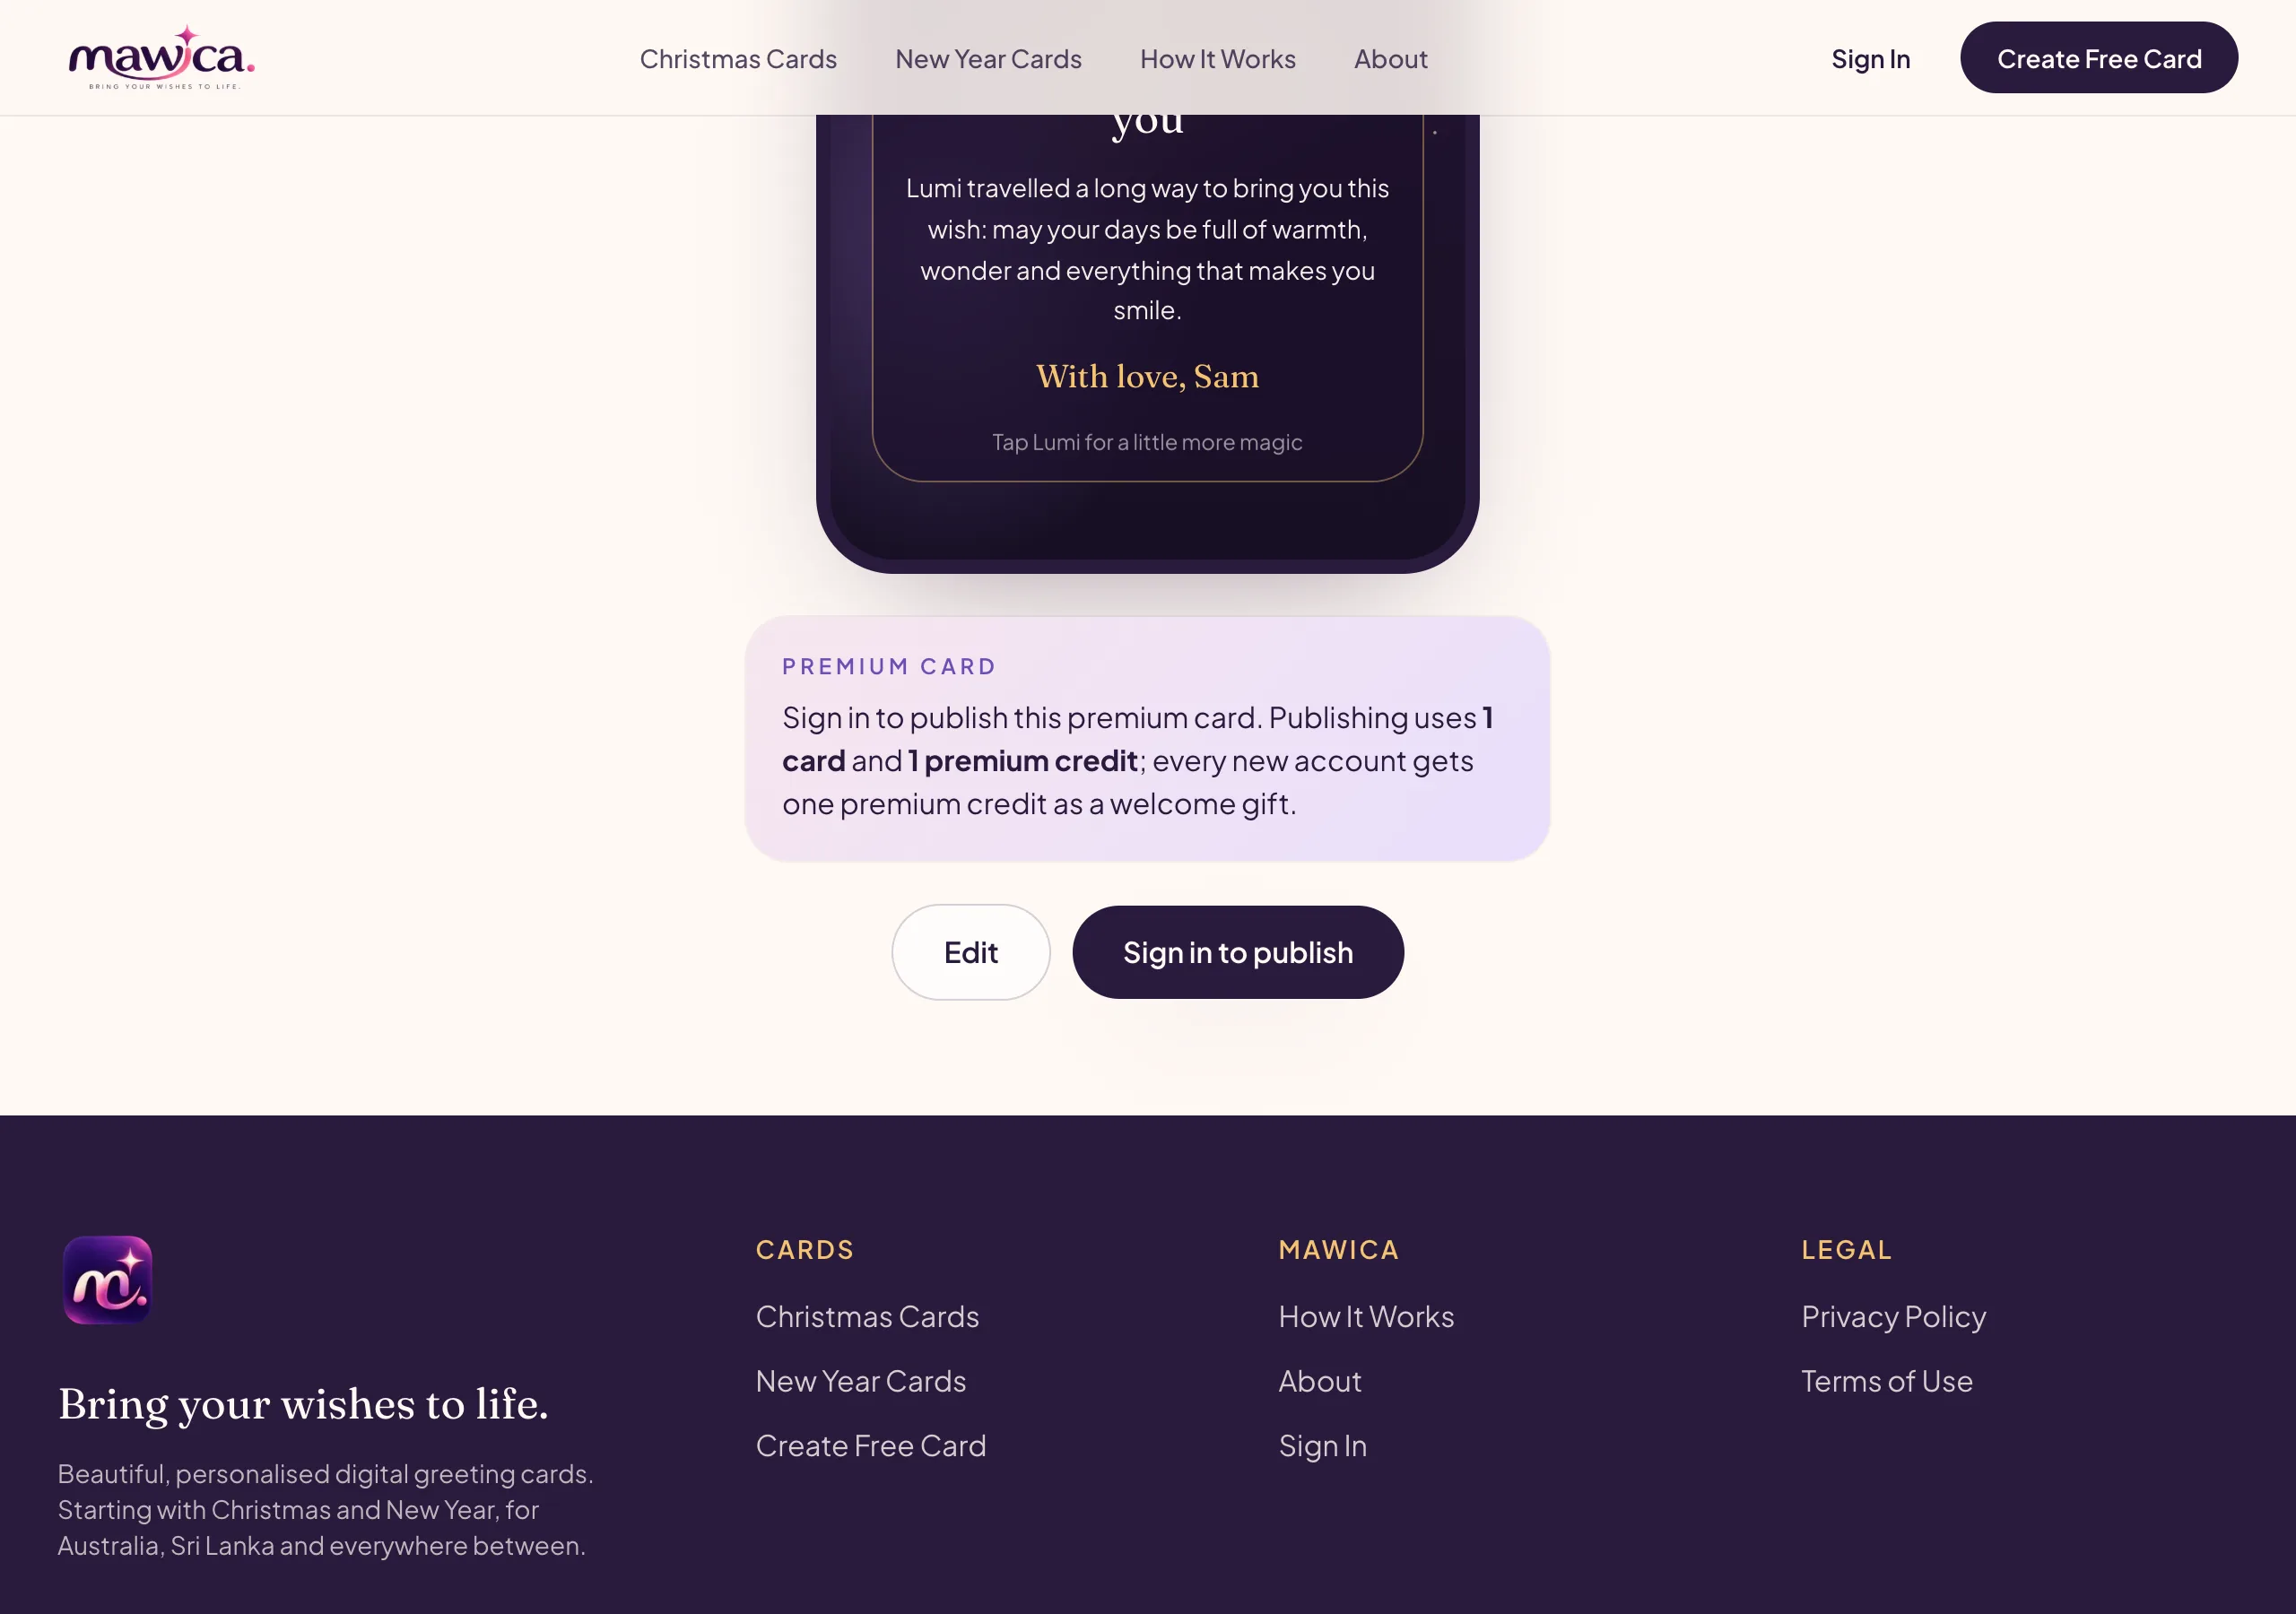 mawica.
BRING YOUR WISHES TO LIFE.
Christmas Cards
New Year Cards
How It Works
About
Sign In
Create Free Card
you
Lumi travelled a long way to bring you this
wish: may your days be full of warmth,
wonder and everything that makes you
smile.
With love, Sam
Tap Lumi for a little more magic
PREMIUM CARD
Sign in to publish this premium card. Publishing uses 1
card and 1 premium credit; every new account gets
one premium credit as a welcome gift.
Edit
Sign in to publish
m.
Bring your wishes to life.
Beautiful, personalised digital greeting cards.
Starting with Christmas and New Year, for
Australia, Sri Lanka and everywhere between.
CARDS
Christmas Cards
New Year Cards
Create Free Card
MAWICA
How It Works
About
Sign In
LEGAL
Privacy Policy
Terms of Use